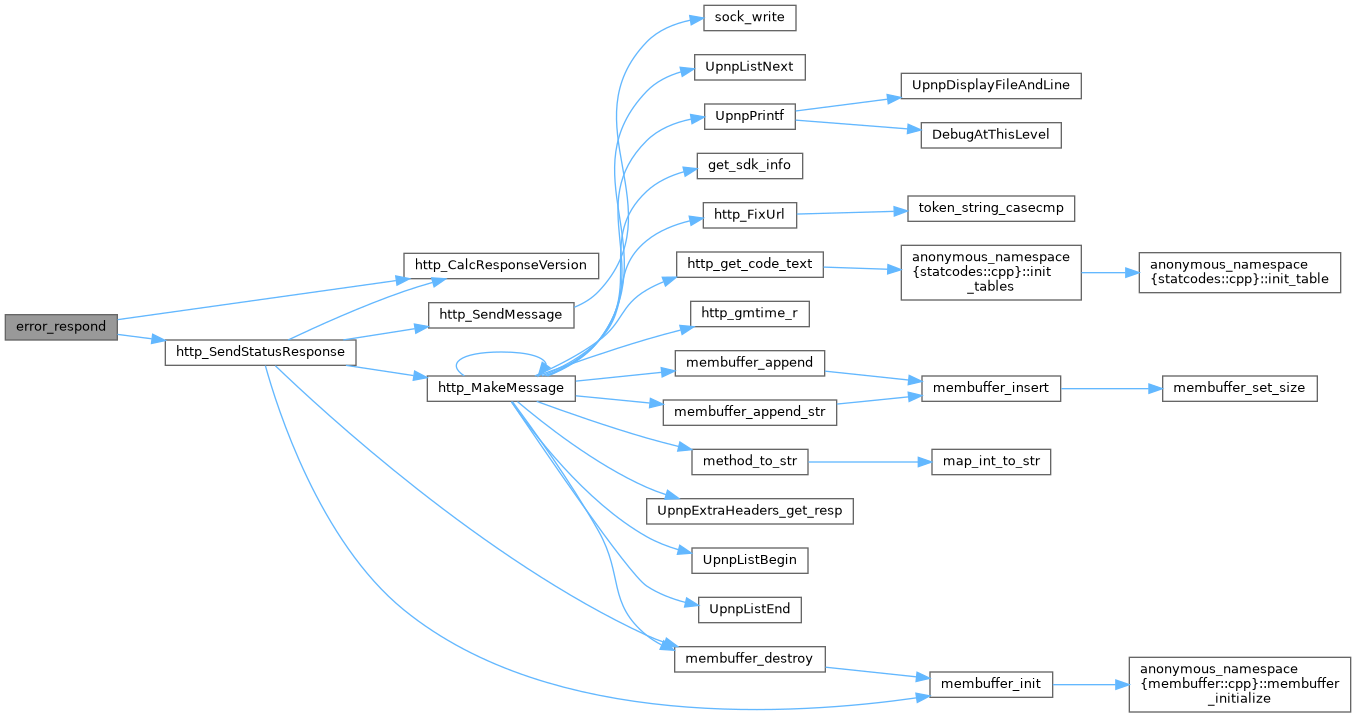 sock_write
UpnpListNext
UpnpDisplayFileAndLine
UpnpPrintf
DebugAtThisLevel
get_sdk_info
token_string_casecmp
http_FixUrl
http_CalcResponseVersion
http_get_code_text
anonymous_namespace
{statcodes::cpp}::init
_tables
anonymous_namespace
{statcodes::cpp}::init_table
error_respond
http_SendMessage
http_gmtime_r
http_SendStatusResponse
membuffer_append
http_MakeMessage
membuffer_insert
membuffer_set_size
membuffer_append_str
method_to_str
map_int_to_str
UpnpExtraHeaders_get_resp
UpnpListBegin
UpnpListEnd
membuffer_destroy
membuffer_init
anonymous_namespace
{membuffer::cpp}::membuffer
_initialize